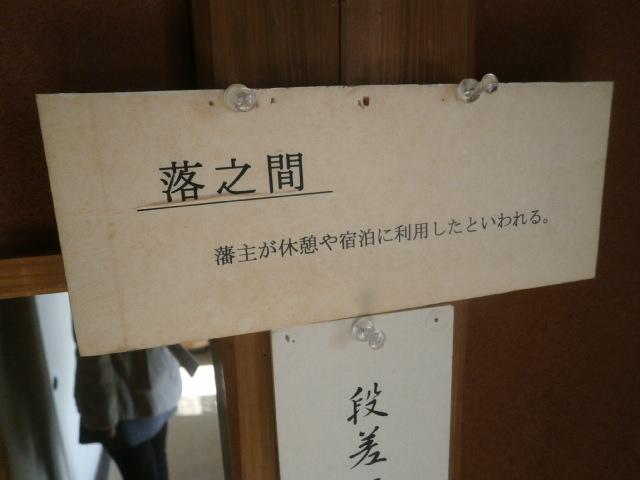 落之間
藩主が休憩や宿泊に利用したといわれる。
段差